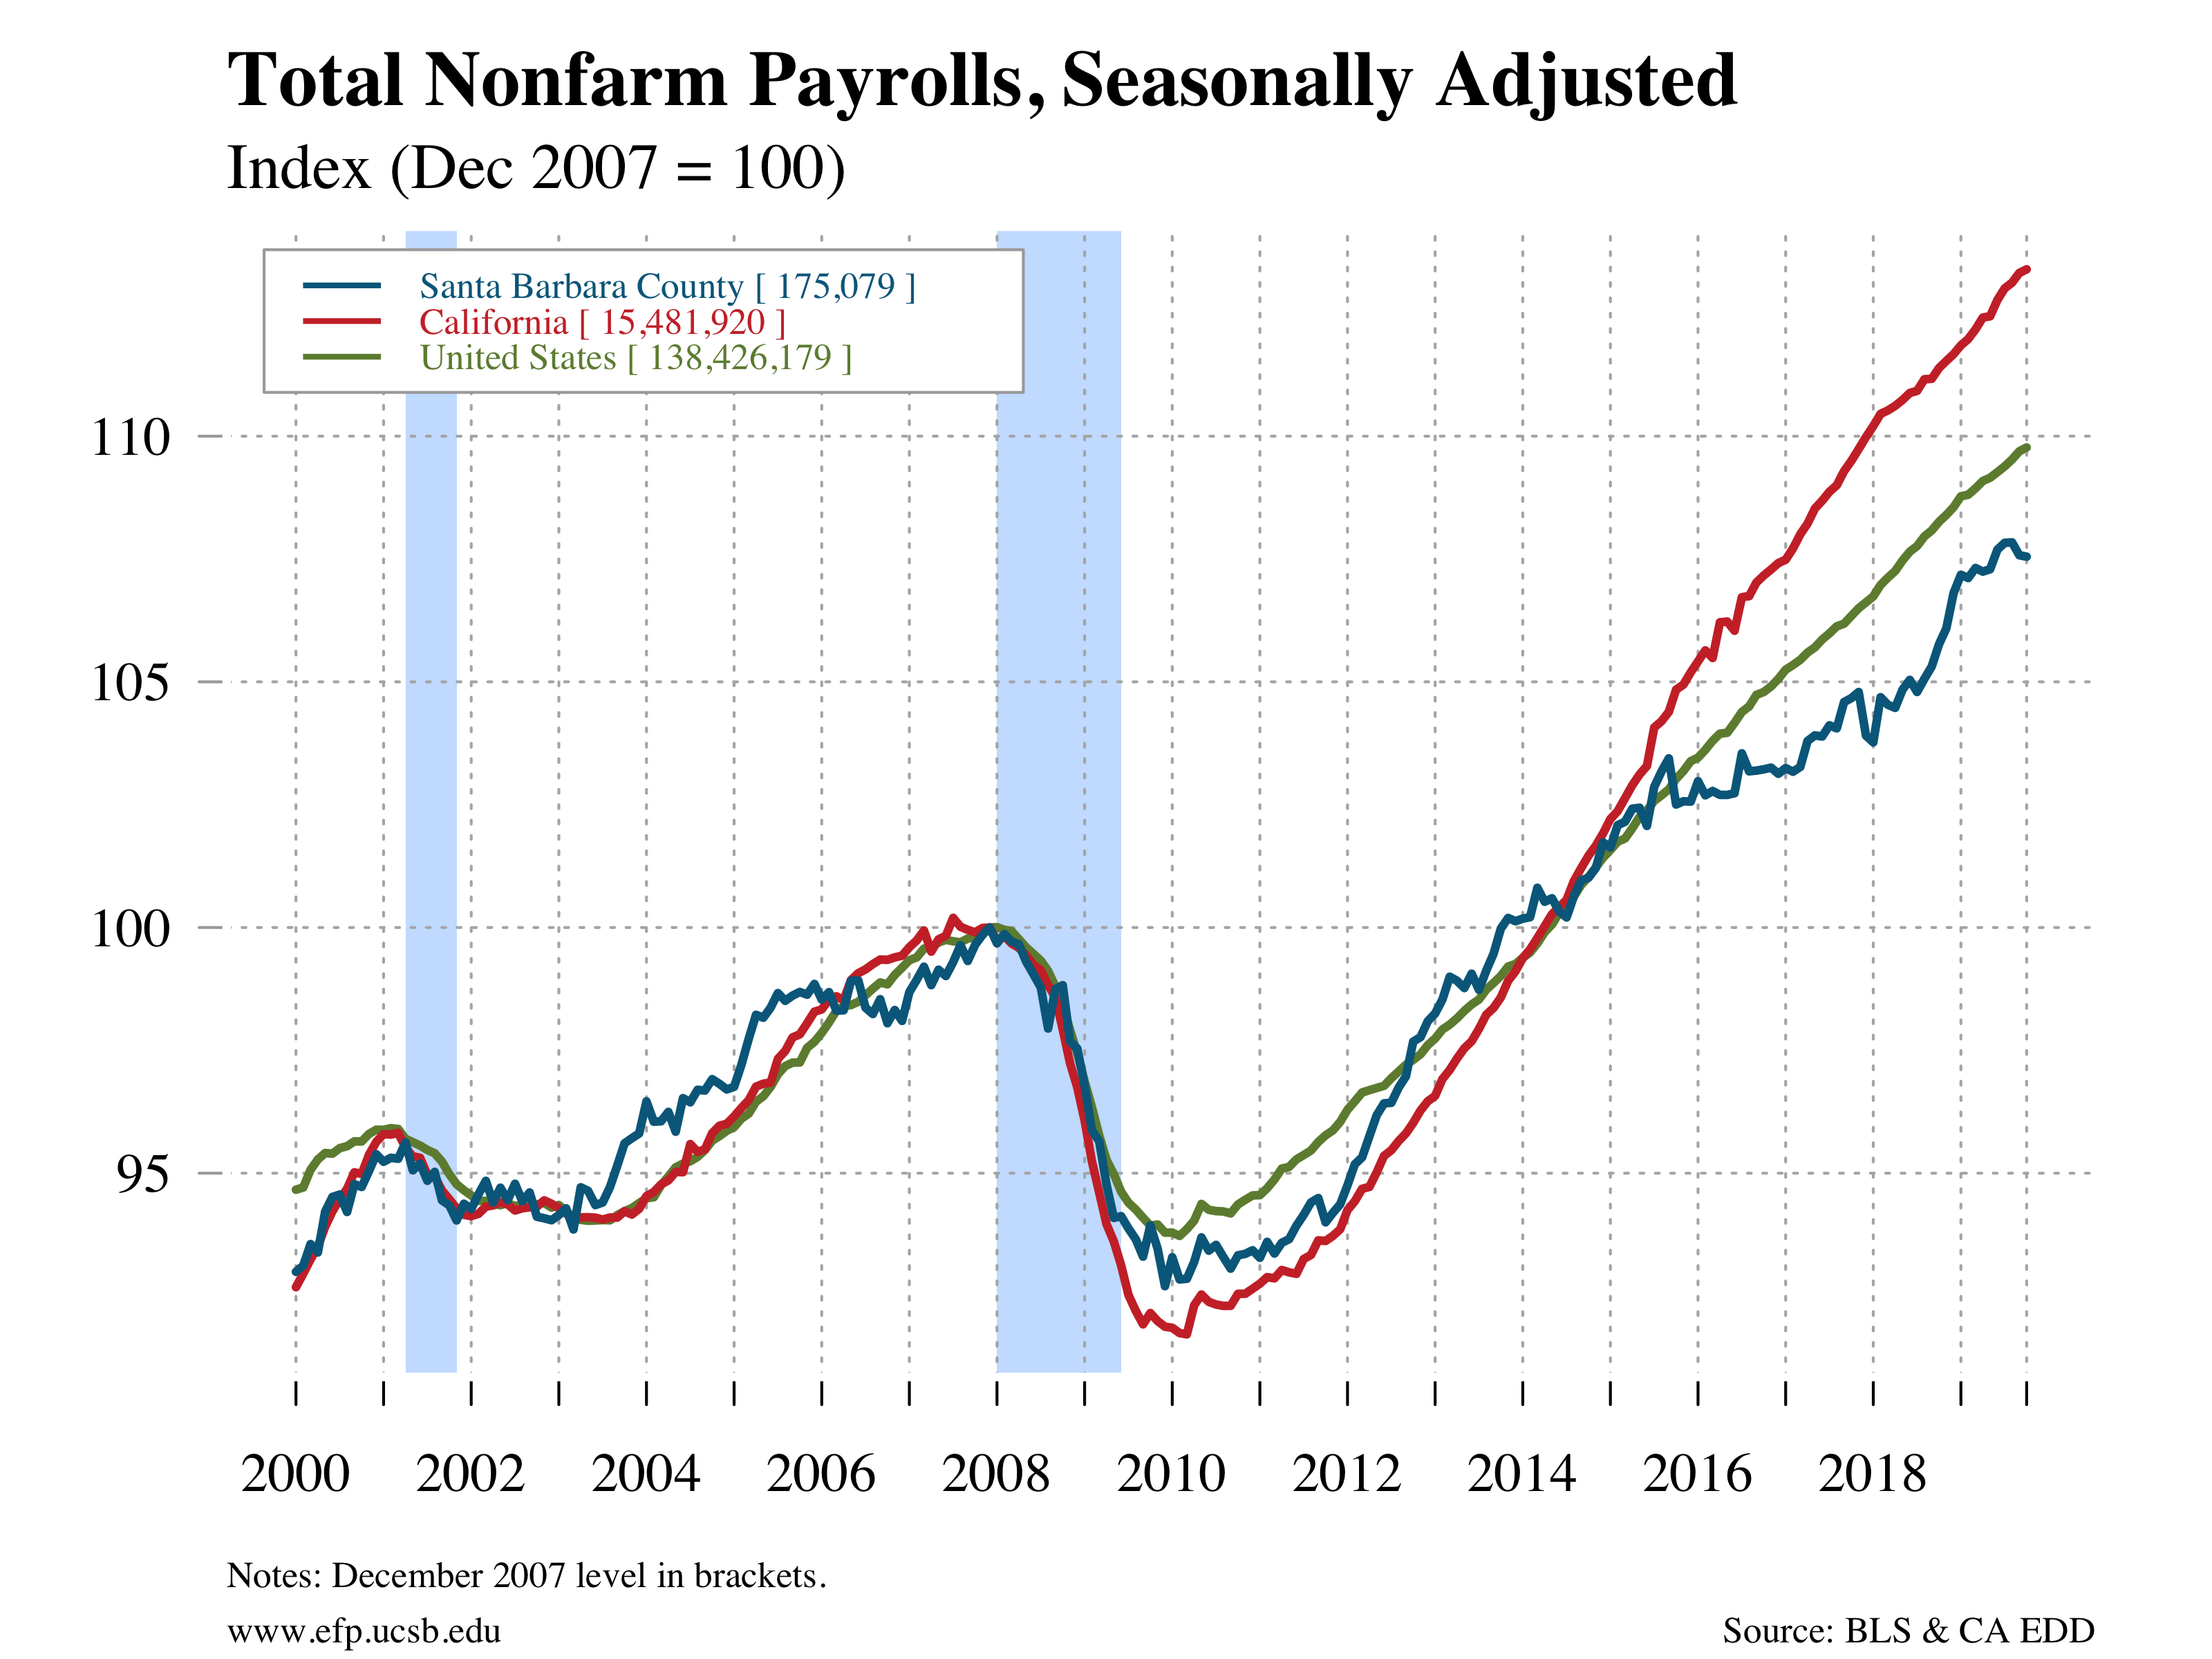 Total Nonfarm Payrolls, Seasonally Adjusted
Index (Dec 2007 = 100)
Santa Barbara County [ 175,079 ]
California [ 15,481,920 ]
United States [ 138,426,179 ]
110
105
100
95
2000 2002 2004 2006 2008 2010 2012 2014 2016 2018
Notes: December 2007 level in brackets.
www.efp.ucsb.edu
Source: BLS & CA EDD